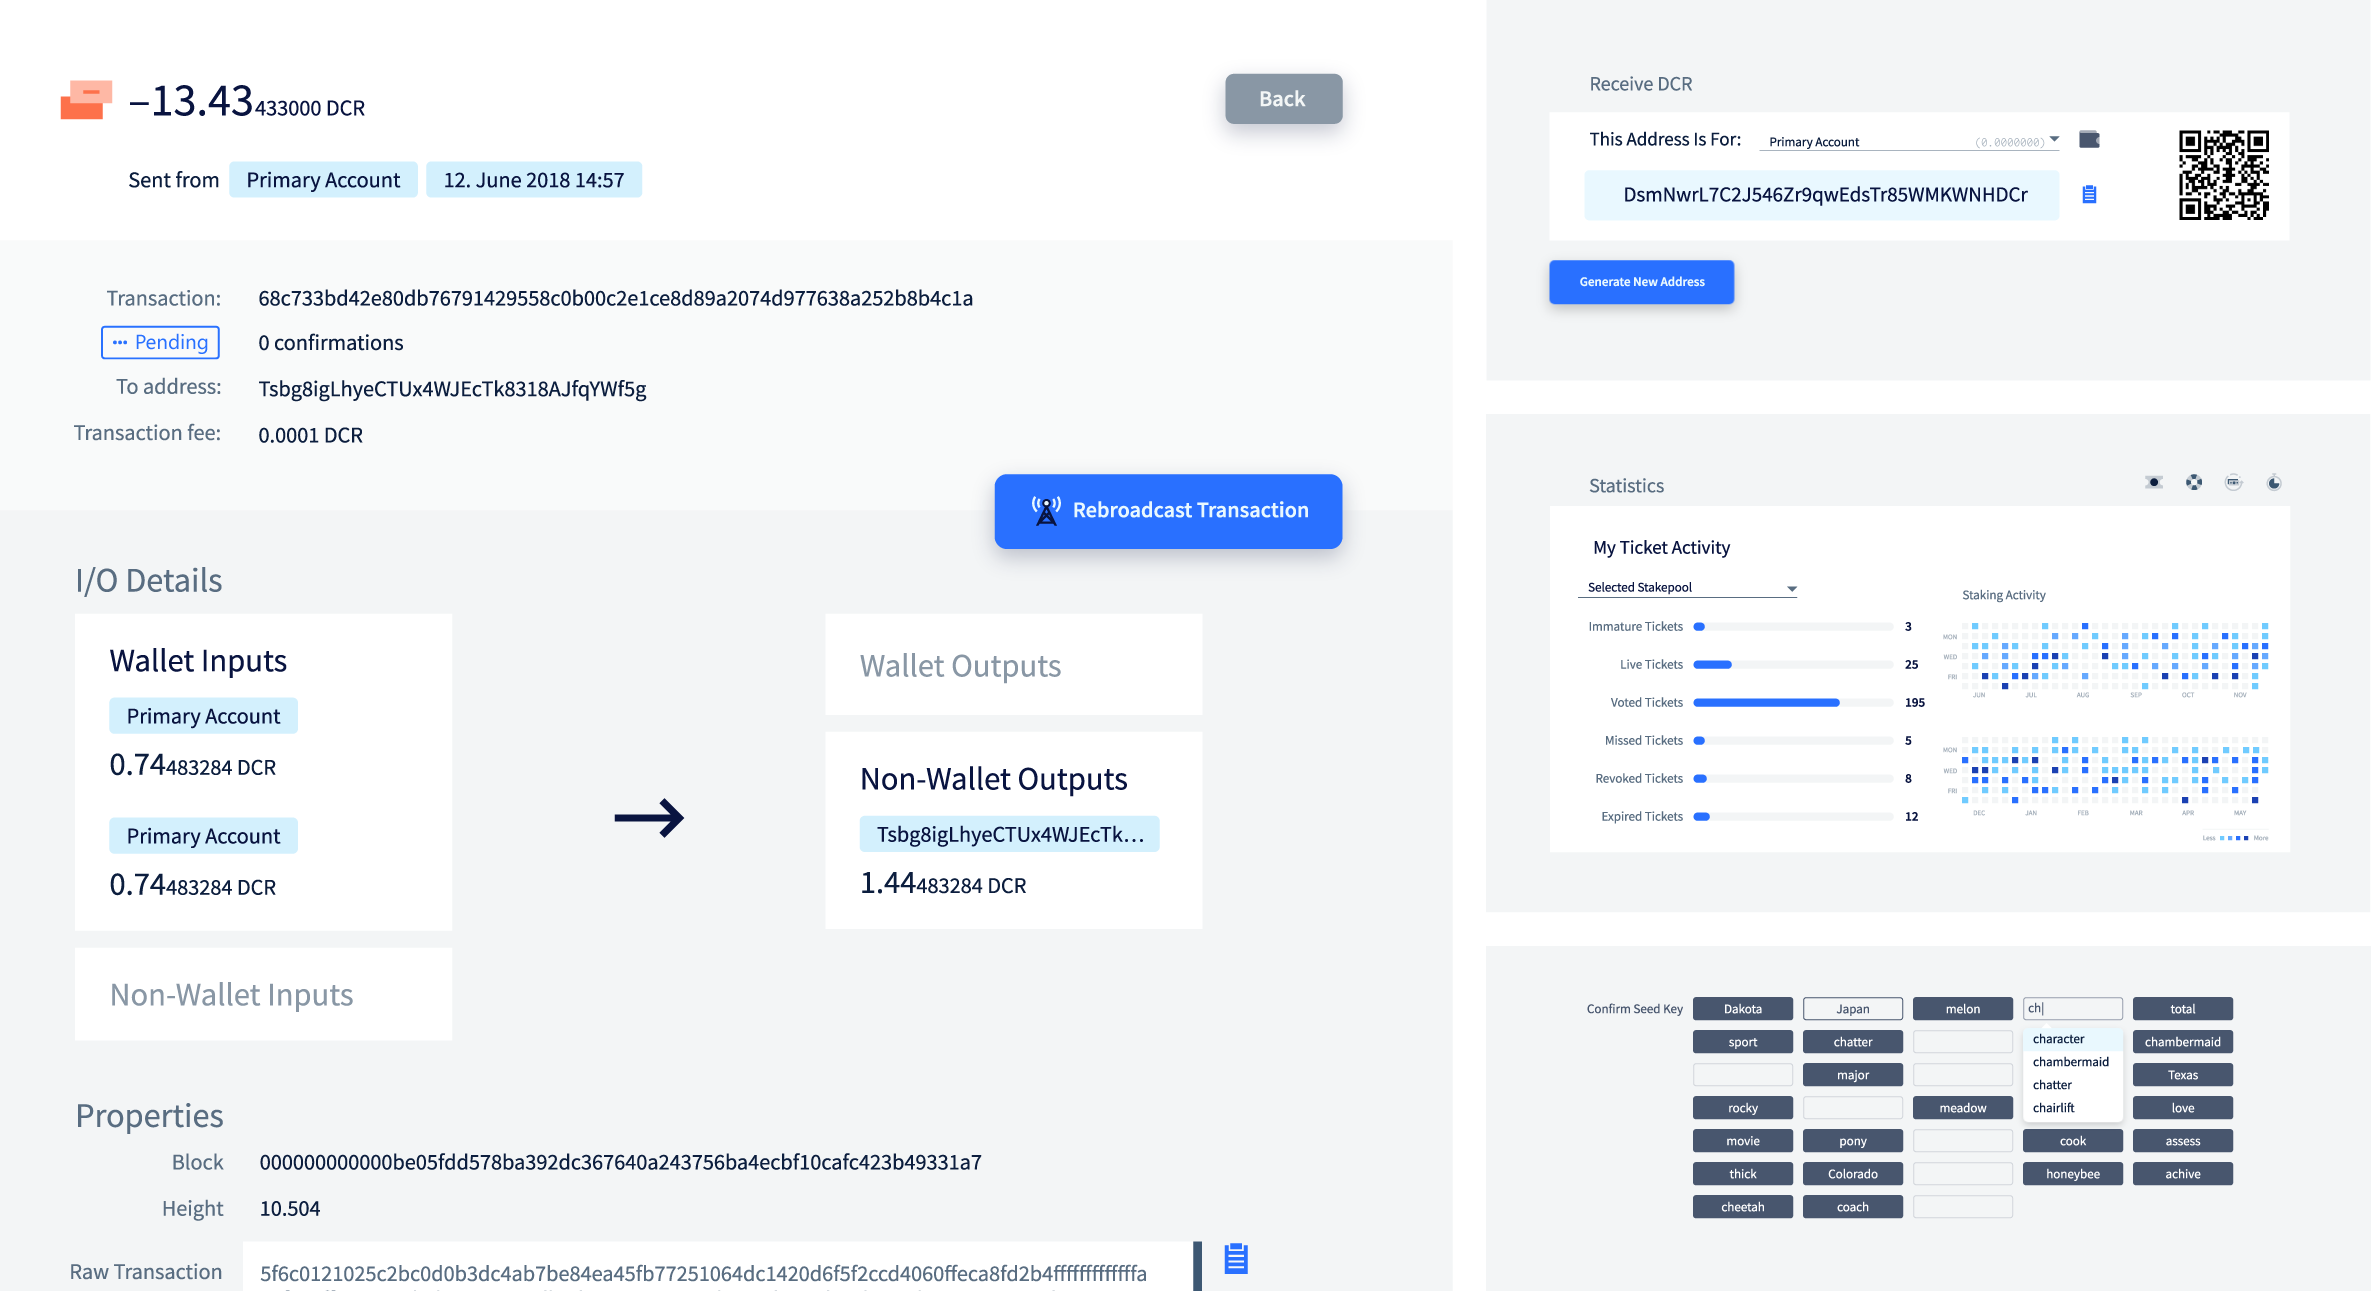 –13.43433000 DCR
Back
Sent from Primary Account 12. June 2018 14:57
Transaction: 68c733bd42e80db76791429558c0b00c2e1ce8d89a2074d977638a252b8b4c1a
Pending 0 confirmations
To address: Tsbg8igLhyeCTUx4WJEcTk8318AJfqYWf5g
Transaction fee: 0.0001 DCR
Rebroadcast Transaction
I/O Details
Wallet Inputs
Primary Account
0.74483284 DCR
Primary Account
0.74483284 DCR
Non-Wallet Inputs
Wallet Outputs
Non-Wallet Outputs
Tsbg8igLhyeCTUx4WJEcTk...
1.44483284 DCR
Properties
Block 000000000000be05fdd578ba392dc367640a243756ba4ecbf10cafc423b49331a7
Height 10.504
Raw Transaction 5f6c0121025c2bc0d0b3dc4ab7be84ea45fb77251064dc1420d6f5f2ccd4060ffeca8fd2b4fffffffffffffa
Receive DCR
This Address Is For: Primary Account (0.0000000)
DsmNwrL7C2J546Zr9qwEdsTr85WMKWNHDCr
Generate New Address
Statistics
My Ticket Activity
Selected Stakepool
Immature Tickets 3
Live Tickets 25
Voted Tickets 195
Missed Tickets 5
Revoked Tickets 8
Expired Tickets 12
Staking Activity
MON
WED
FRI
JUN JUL AUG SEP OCT NOV
MON
WED
FRI
DEC JAN FEB MAR APR MAY
Less More
Confirm Seed Key Dakota Japan melon ch total
sport chatter character chambermaid
chambermaid
major chatter Texas
rocky meadow chairlift love
movie pony cook assess
thick Colorado honeybee achive
cheetah coach